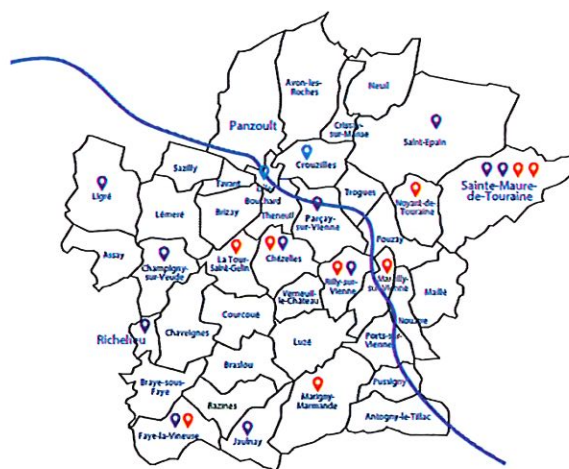 Avon-les-
Roches
Neuil
Panzoult
Crissay-
sur-Manse
Saint-Epain
Crouzilles
Sazilly
Tavant
L'Ile
Bouchard
Trogues
Noyant-de-
Touraine
Sainte-Maure-
de-Touraine
Ligré
Lémeré
Brizay
Theneuil
Parçay-
sur-Vienne
Pouzay
Assay
Champigny-
sur-Veude
La Tour-
Saint-Gelin
Chézelles
Rilly-sur-
Vienne
Marcilly-
sur-Vienne
Maillé
Verneuil-
le-Château
Courcoué
Nouâtre
Richelieu
Chaveignes
Luzé
Ports-sur-
Vienne
Braslou
Pussigny
Braye-sous-
Faye
Razines
Marigny-
Marmande
Antogny-le-Tillac
Faye-la-Vineuse
Jaulnay